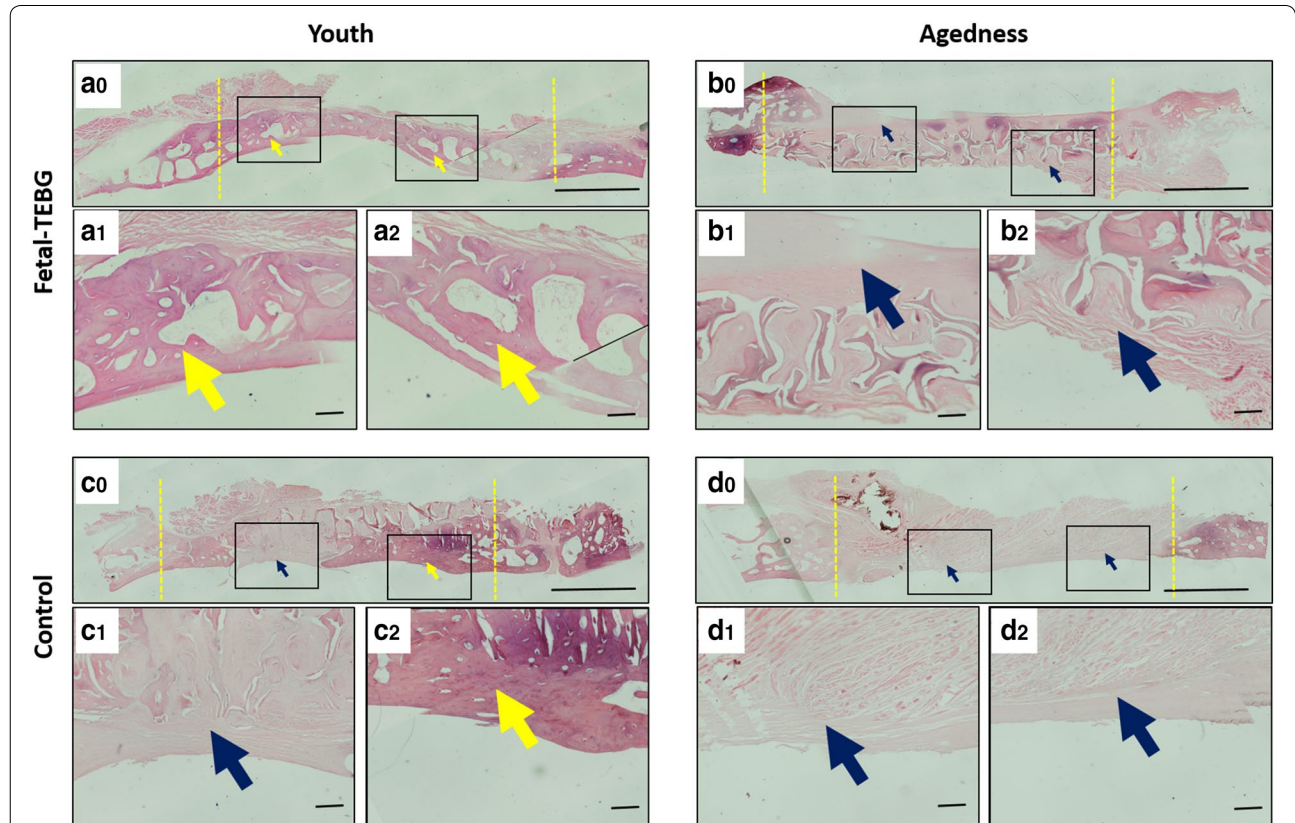 Youth
Agedness
Fetal-TEBG
a0
b0
a1
a2
b1
b2
Control
c0
d0
c1
c2
d1
d2